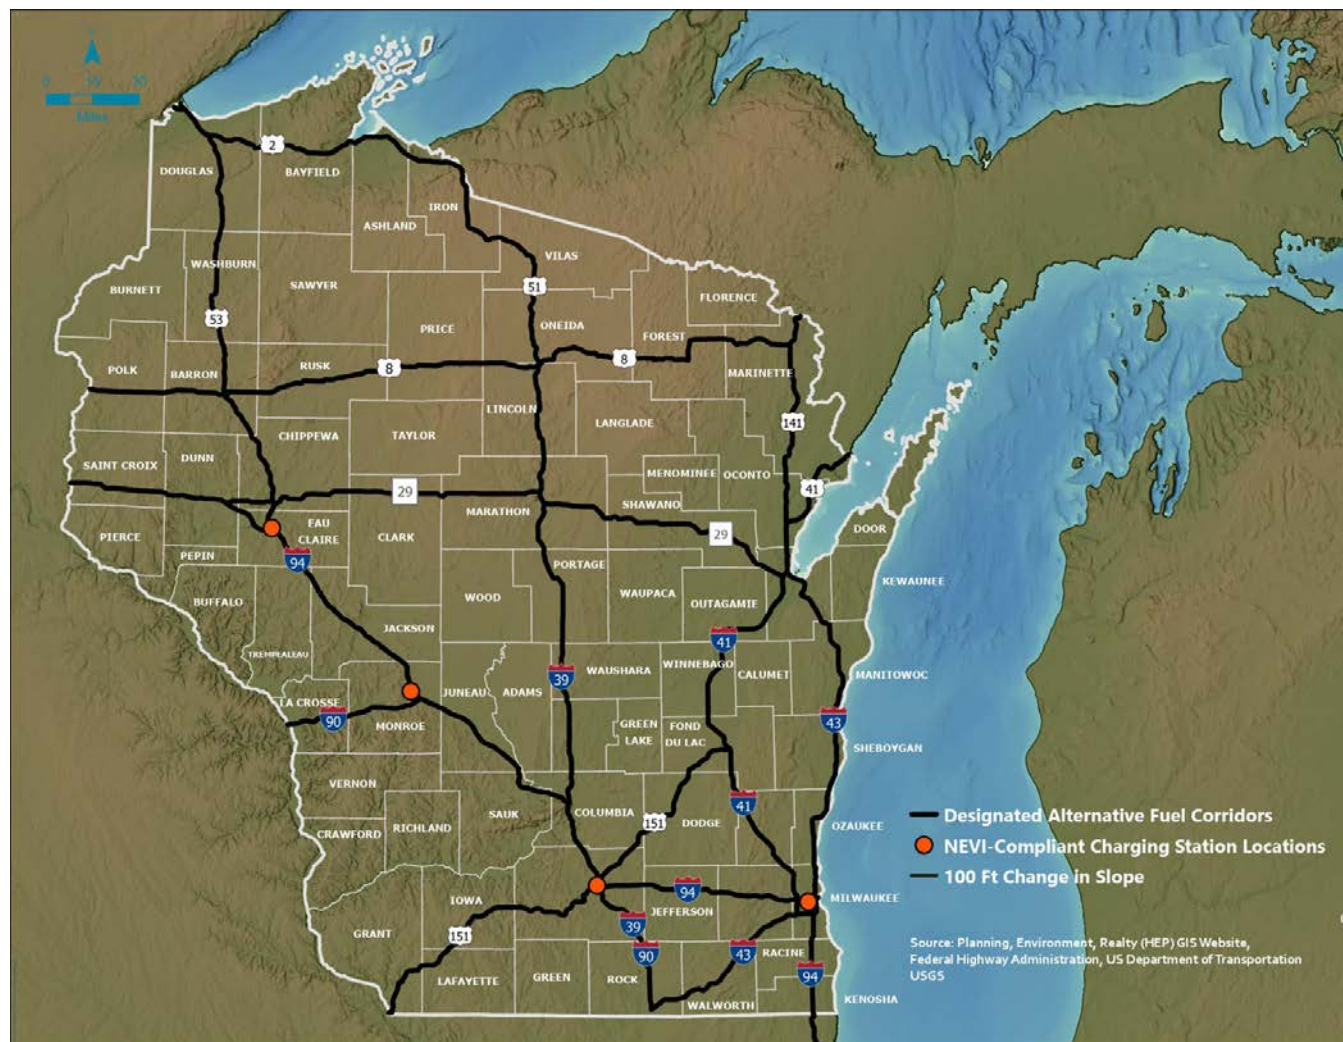 0 10 20
Miles
2
DOUGLAS
BAYFIELD
IRON
ASHLAND
VILAS
WASHBURN
SAWYER
BURNETT
51
FLORENCE
53
PRICE
ONEIDA
FOREST
8
RUSK
8
POLK
BARRON
MARINETTE
LINCOLN
141
CHIPPEWA
TAYLOR
LANGLADE
DUNN
SAINT CROIX
MENOMINEE
OCONTO
41
29
SHAWANO
MARATHON
EAU
CLAIRE
PIERCE
CLARK
29
DOOR
PEPIN
94
PORTAGE
KEWAUNEE
WAUPACA
WOOD
BUFFALO
OUTAGAMIE
JACKSON
41
TREMPEALEAU
WINNEBAGO
WAUSHARA
CALUMET
MANITOWOC
39
JUNEAU
ADAMS
LA CROSSE
90
MONROE
GREEN
LAKE
FOND
DU LAC
43
SHEBOYGAN
VERNON
41
COLUMBIA
SAUK
151
DODGE
OZAUKEE
CRAWFORD
RICHLAND
Designated Alternative Fuel Corridors
NEVI-Compliant Charging Station Locations
100 Ft Change in Slope
94
IOWA
MILWAUKEE
JEFFERSON
39
GRANT
151
90
43
RACINE
94
LAFAYETTE
GREEN
ROCK
WALWORTH
KENOSHA
Source: Planning, Environment, Realty (HEP) GIS Website,
Federal Highway Administration, US Department of Transportation
USGS